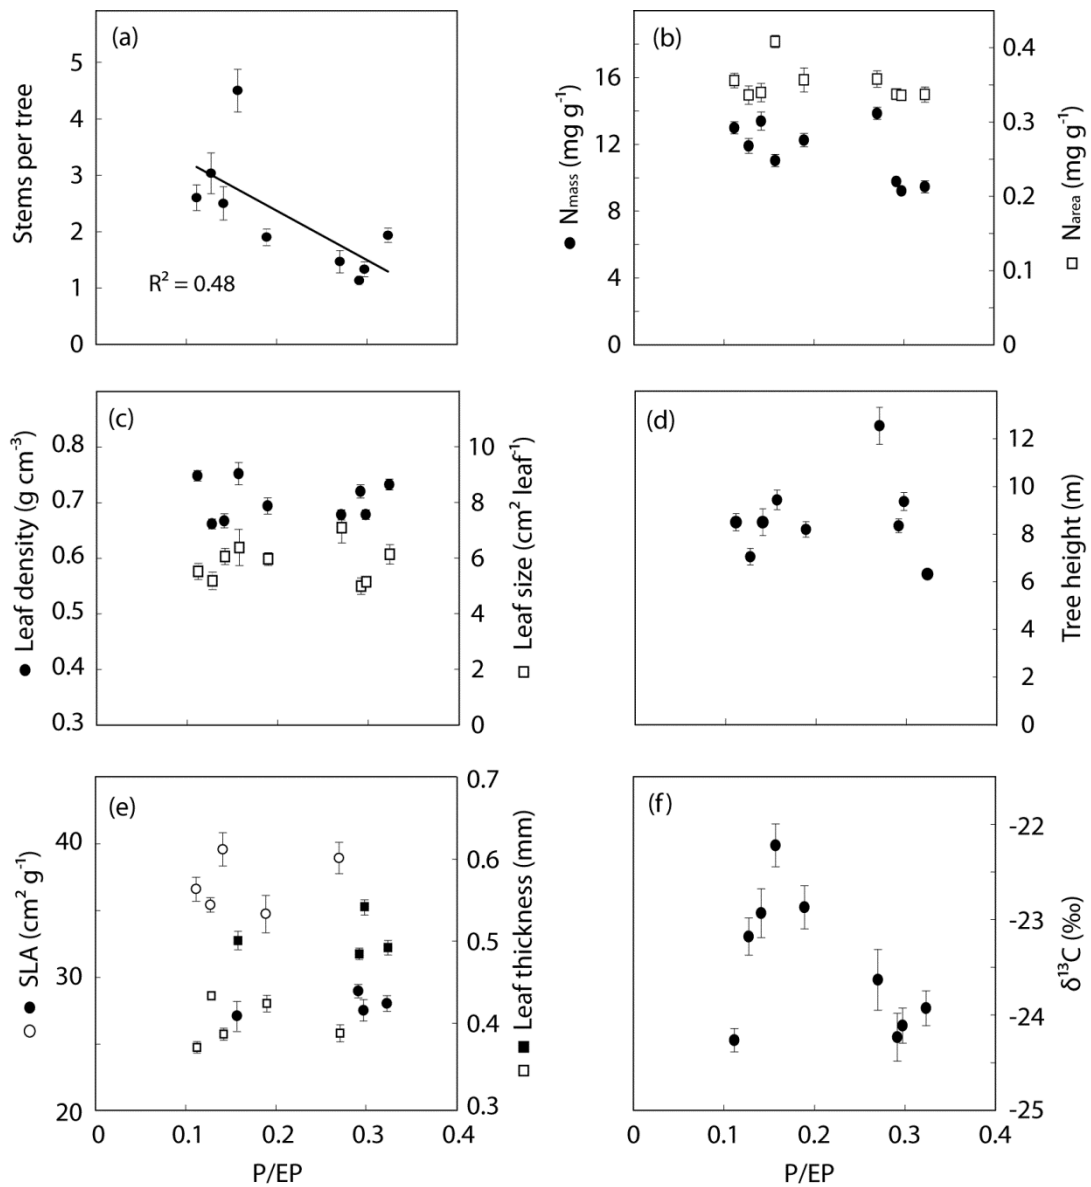 (a)
Stems per tree
5
4
3
2
1
0
R² = 0.48
(b)
● Nmass (mg g⁻¹)
16
12
8
4
0
□ Narea (mg g⁻¹)
0.4
0.3
0.2
0.1
0
(c)
● Leaf density (g cm⁻³)
0.8
0.7
0.6
0.5
0.4
0.3
□ Leaf size (cm² leaf⁻¹)
10
8
6
4
2
0
(d)
Tree height (m)
12
10
8
6
4
2
0
(e)
○ ● SLA (cm² g⁻¹)
40
30
20
□ ■ Leaf thickness (mm)
0.7
0.6
0.5
0.4
0.3
0 0.1 0.2 0.3 0.4
P/EP
(f)
δ¹³C (‰)
-22
-23
-24
-25
0 0.1 0.2 0.3 0.4
P/EP